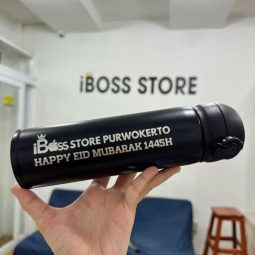 iBOSS STORE
iBoss STORE PURWOKERTO
HAPPY EID MUBARAK 1445H